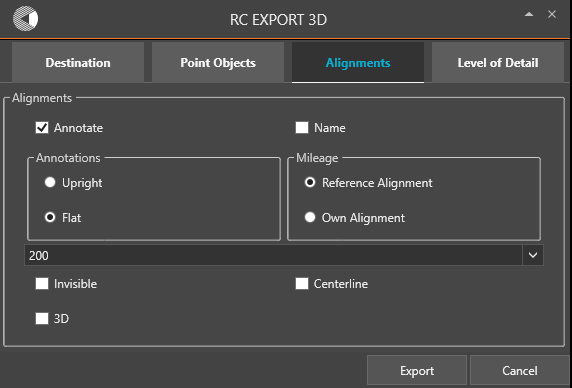 RC EXPORT 3D
Destination Point Objects Alignments Level of Detail
Alignments
Annotate Name
Annotations Mileage
Upright Reference Alignment
Flat Own Alignment
200
Invisible Centerline
3D
Export Cancel